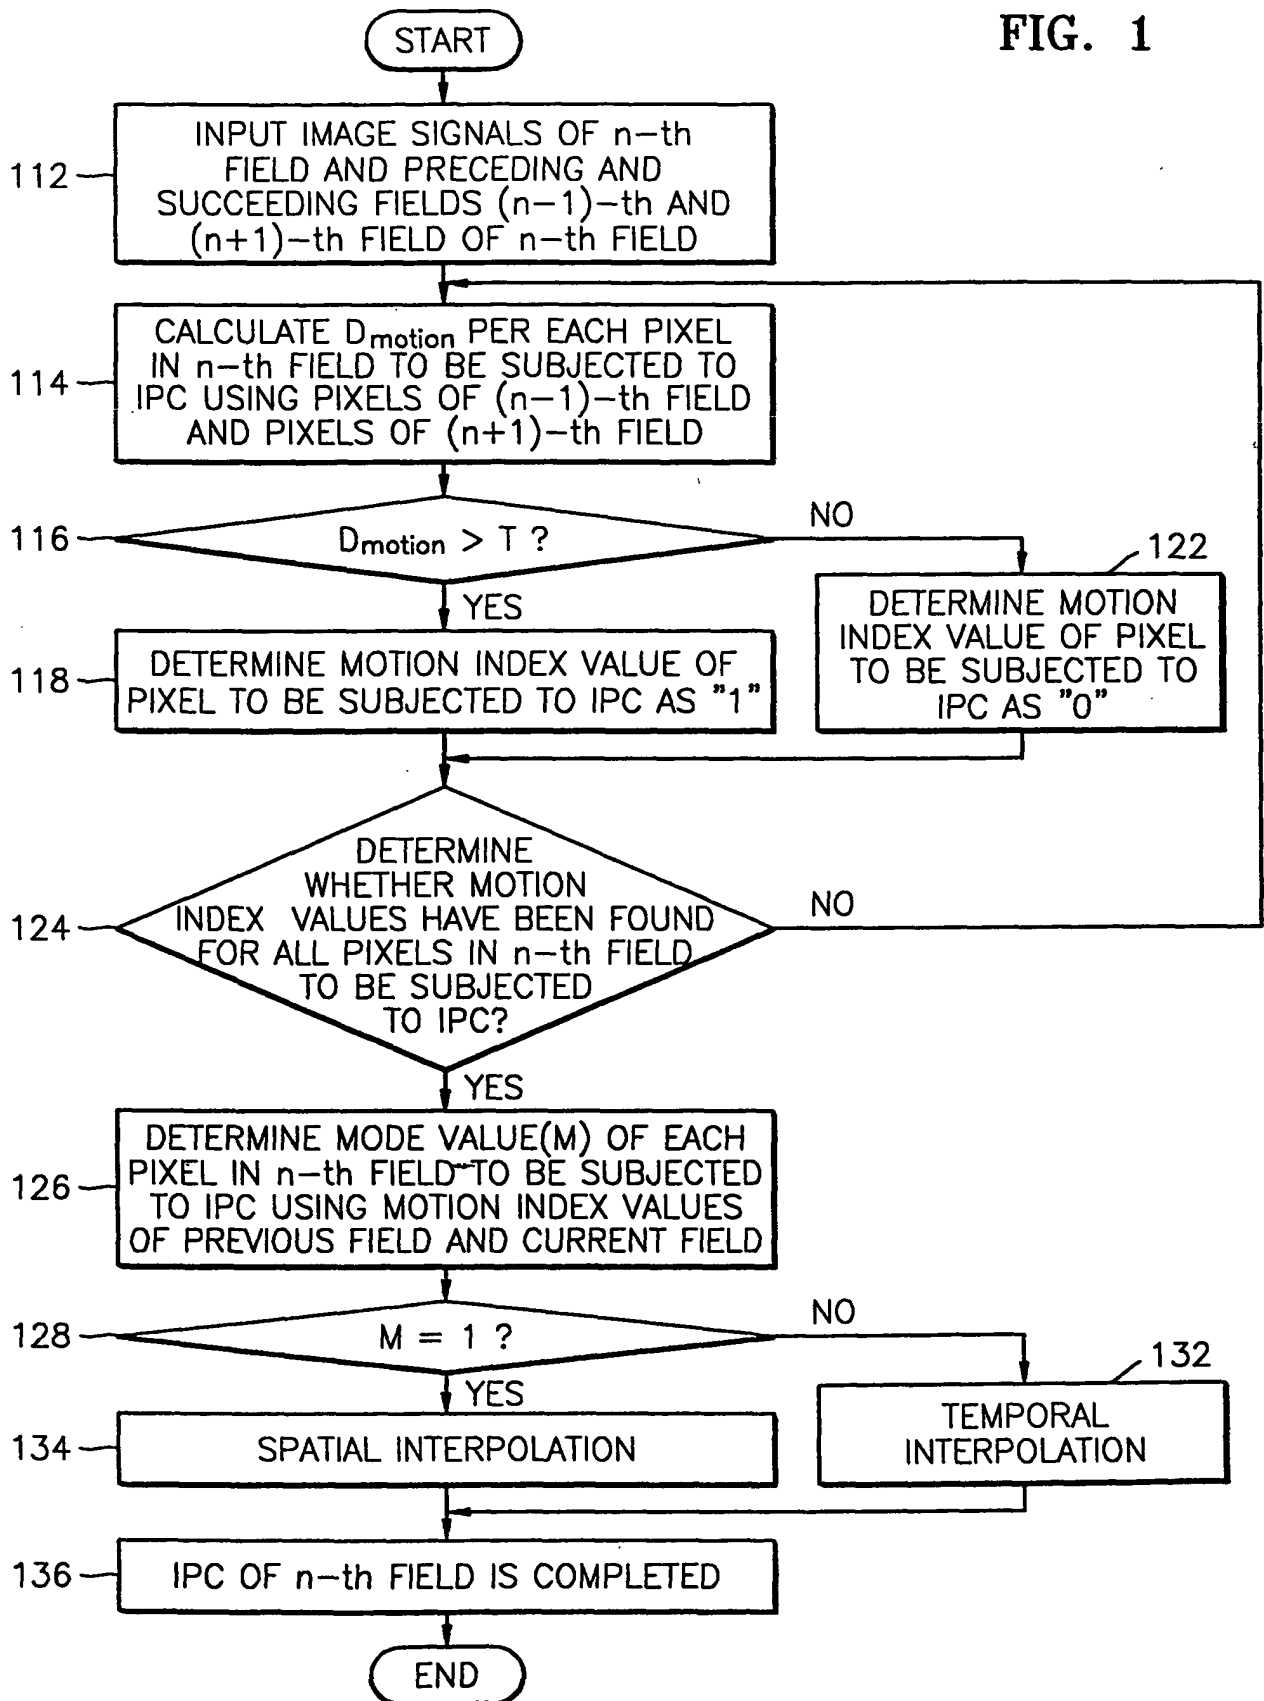 FIG. 1
START
112
INPUT IMAGE SIGNALS OF n-th
FIELD AND PRECEDING AND
SUCCEEDING FIELDS (n-1)-th AND
(n+1)-th FIELD OF n-th FIELD
114
CALCULATE Dmotion PER EACH PIXEL
IN n-th FIELD TO BE SUBJECTED TO
IPC USING PIXELS OF (n-1)-th FIELD
AND PIXELS OF (n+1)-th FIELD
116
Dmotion > T ?
NO
YES
122
DETERMINE MOTION
INDEX VALUE OF PIXEL
TO BE SUBJECTED TO
IPC AS "0"
118
DETERMINE MOTION INDEX VALUE OF
PIXEL TO BE SUBJECTED TO IPC AS "1"
124
DETERMINE
WHETHER MOTION
INDEX VALUES HAVE BEEN FOUND
FOR ALL PIXELS IN n-th FIELD
TO BE SUBJECTED
TO IPC?
NO
YES
126
DETERMINE MODE VALUE(M) OF EACH
PIXEL IN n-th FIELD TO BE SUBJECTED
TO IPC USING MOTION INDEX VALUES
OF PREVIOUS FIELD AND CURRENT FIELD
128
M = 1 ?
NO
YES
132
TEMPORAL
INTERPOLATION
134
SPATIAL INTERPOLATION
136
IPC OF n-th FIELD IS COMPLETED
END